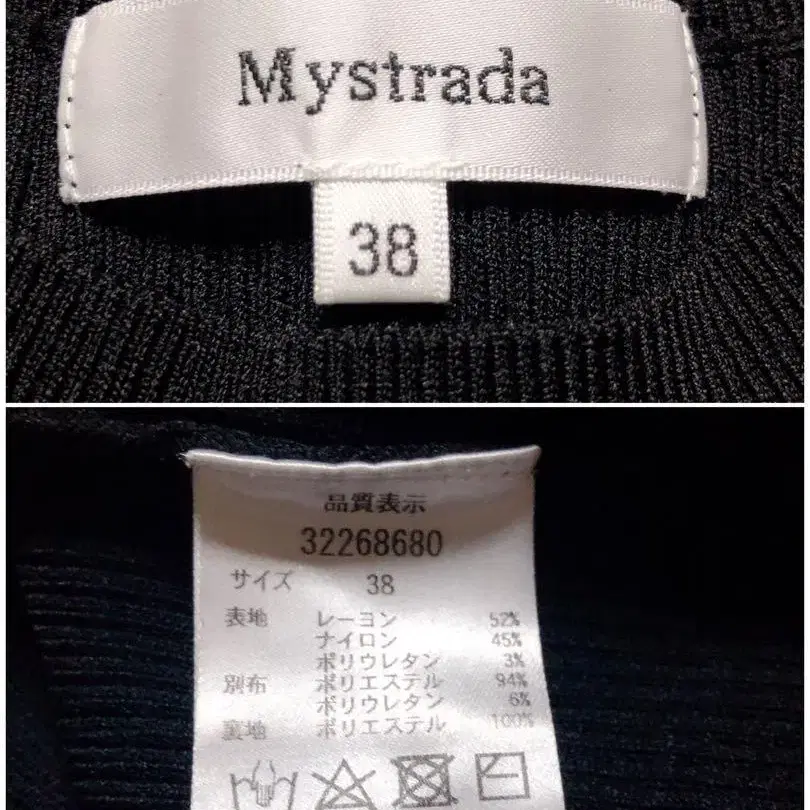 Mystrada
38
品質表示
32268680
サイズ 38
表地 レーヨン 52%
ナイロン 45%
ポリウレタン 3%
別布 ポリエステル 94%
ポリウレタン 6%
裏地 ポリエステル 100%